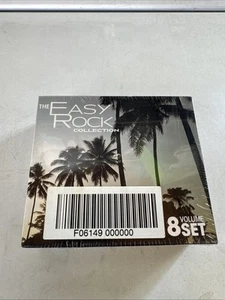 THE EASY
ROCK
COLLECTION
F06149 000000
8 VOLUME
SET